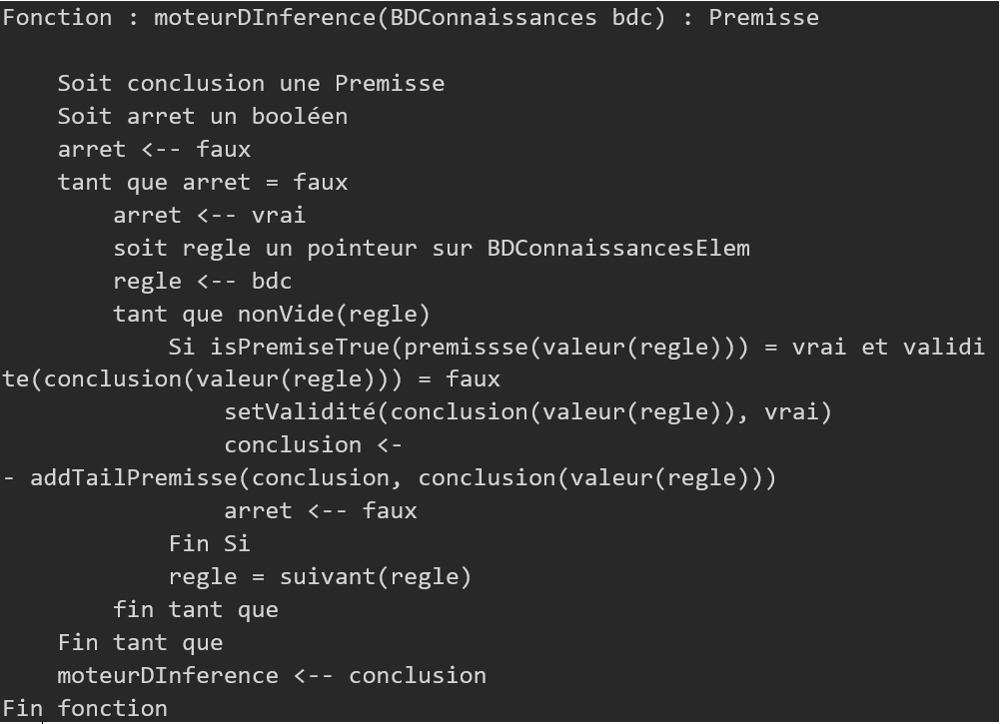 Fonction : moteurDInference(BDConnaissances bdc) : Premisse
Soit conclusion une Premisse
Soit arret un booléen
arret <-- faux
tant que arret = faux
arret <-- vrai
soit regle un pointeur sur BDConnaissancesElem
regle <-- bdc
tant que nonVide(regle)
Si isPremiseTrue(premissse(valeur(regle))) = vrai et validi
te(conclusion(valeur(regle))) = faux
setValidité(conclusion(valeur(regle)), vrai)
conclusion <-
- addTailPremisse(conclusion, conclusion(valeur(regle)))
arret <-- faux
Fin Si
regle = suivant(regle)
fin tant que
Fin tant que
moteurDInference <-- conclusion
Fin fonction